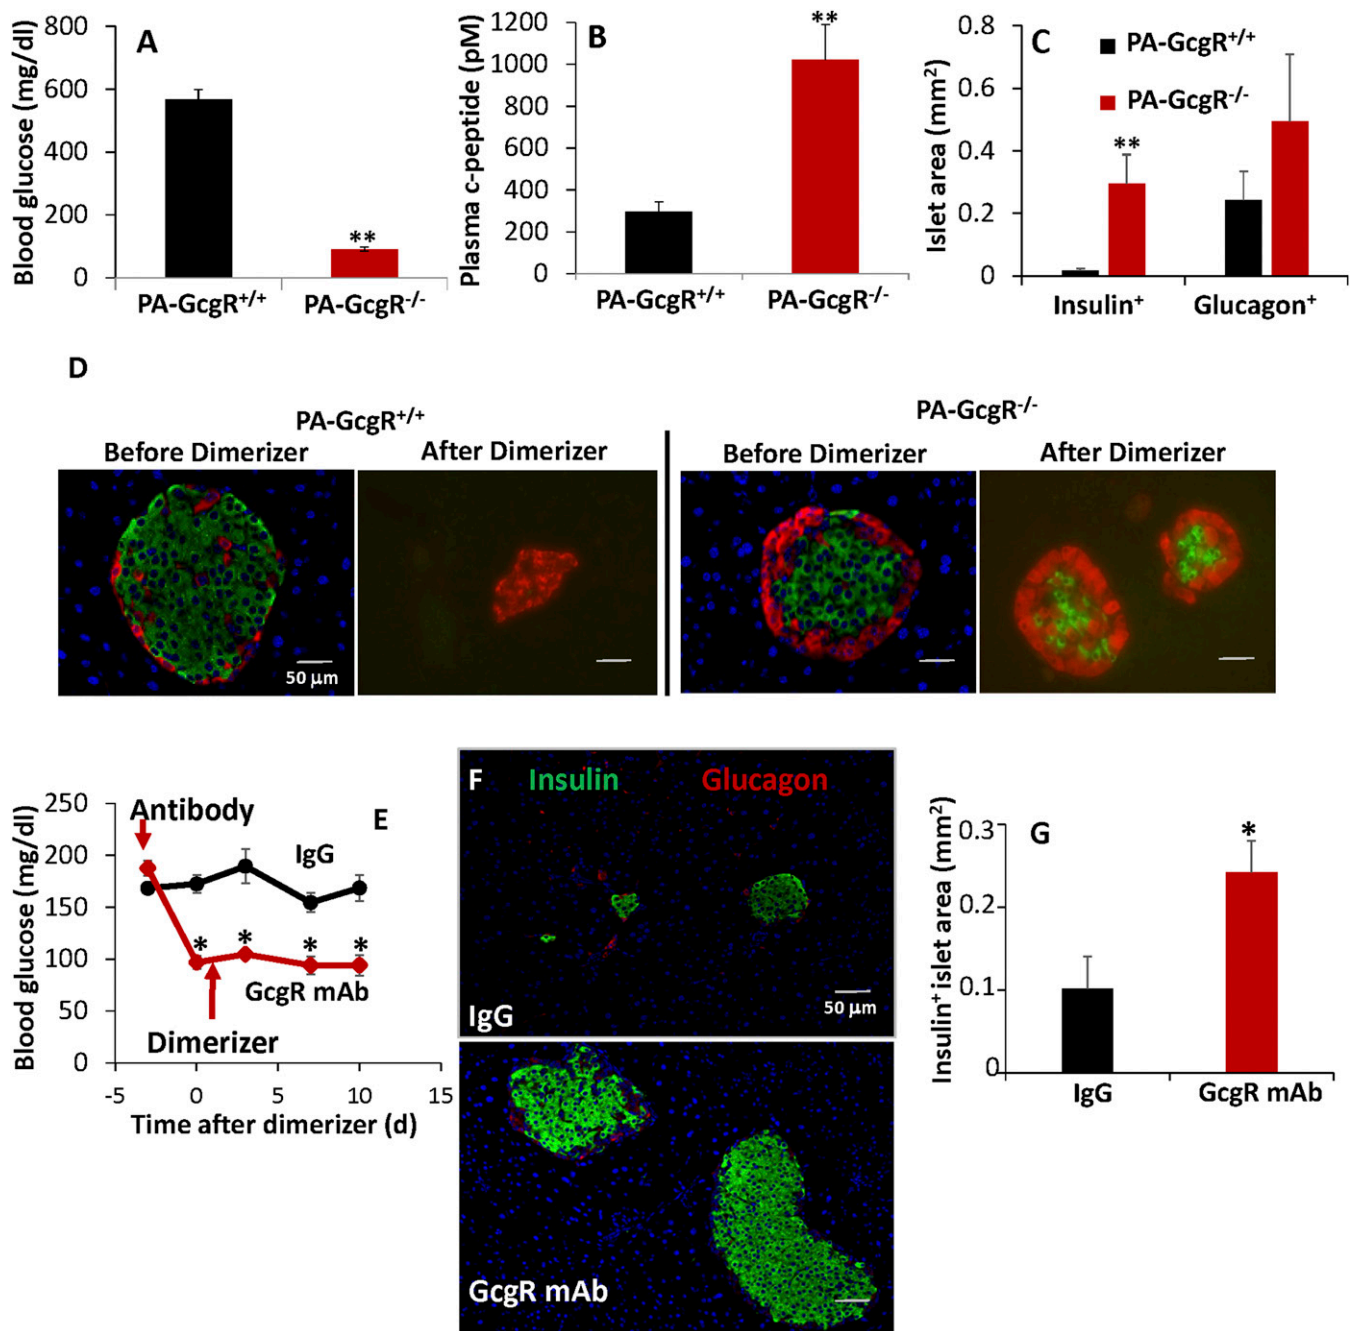 A
Blood glucose (mg/dl)
800
600
400
200
0
**
PA-GcgR+/+
PA-GcgR-/-
B
Plasma c-peptide (pM)
1200
1000
800
600
400
200
0
**
PA-GcgR+/+
PA-GcgR-/-
C
Islet area (mm²)
0.8
0.6
0.4
0.2
0
PA-GcgR+/+
PA-GcgR-/-
**
Insulin+
Glucagon+
D
PA-GcgR+/+
PA-GcgR-/-
Before Dimerizer
After Dimerizer
Before Dimerizer
After Dimerizer
50 µm
E
Blood glucose (mg/dl)
250
200
150
100
50
0
Antibody
IgG
* * * *
GcgR mAb
Dimerizer
-5 0 5 10 15
Time after dimerizer (d)
F
Insulin
Glucagon
50 µm
IgG
GcgR mAb
G
Insulin+ islet area (mm²)
0.3
0.2
0.1
0
*
IgG
GcgR mAb